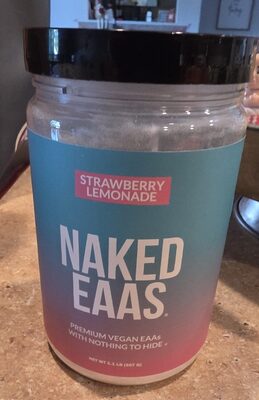 STRAWBERRY
LEMONADE
NAKED
EAAS
PREMIUM VEGAN EAAs
WITH NOTHING TO HIDE